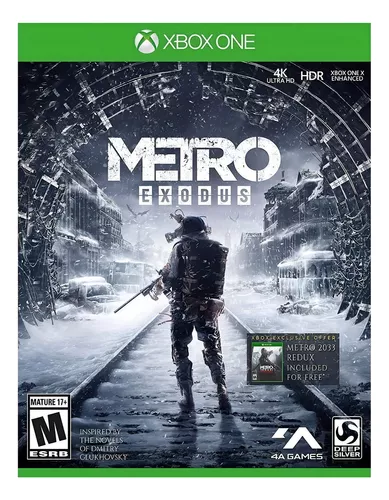 XBOX ONE
4K
ULTRA HD
HDR
XBOX ONE X
ENHANCED
METRO
EXODUS
XBOX EXCLUSIVE OFFER
METRO 2033
REDUX
INCLUDED
FOR FREE*
METRO
MATURE 17+
M
ESRB
INSPIRED BY
THE NOVELS
OF DMITRY
GLUKHOVSKY
4A GAMES
DEEP
SILVER